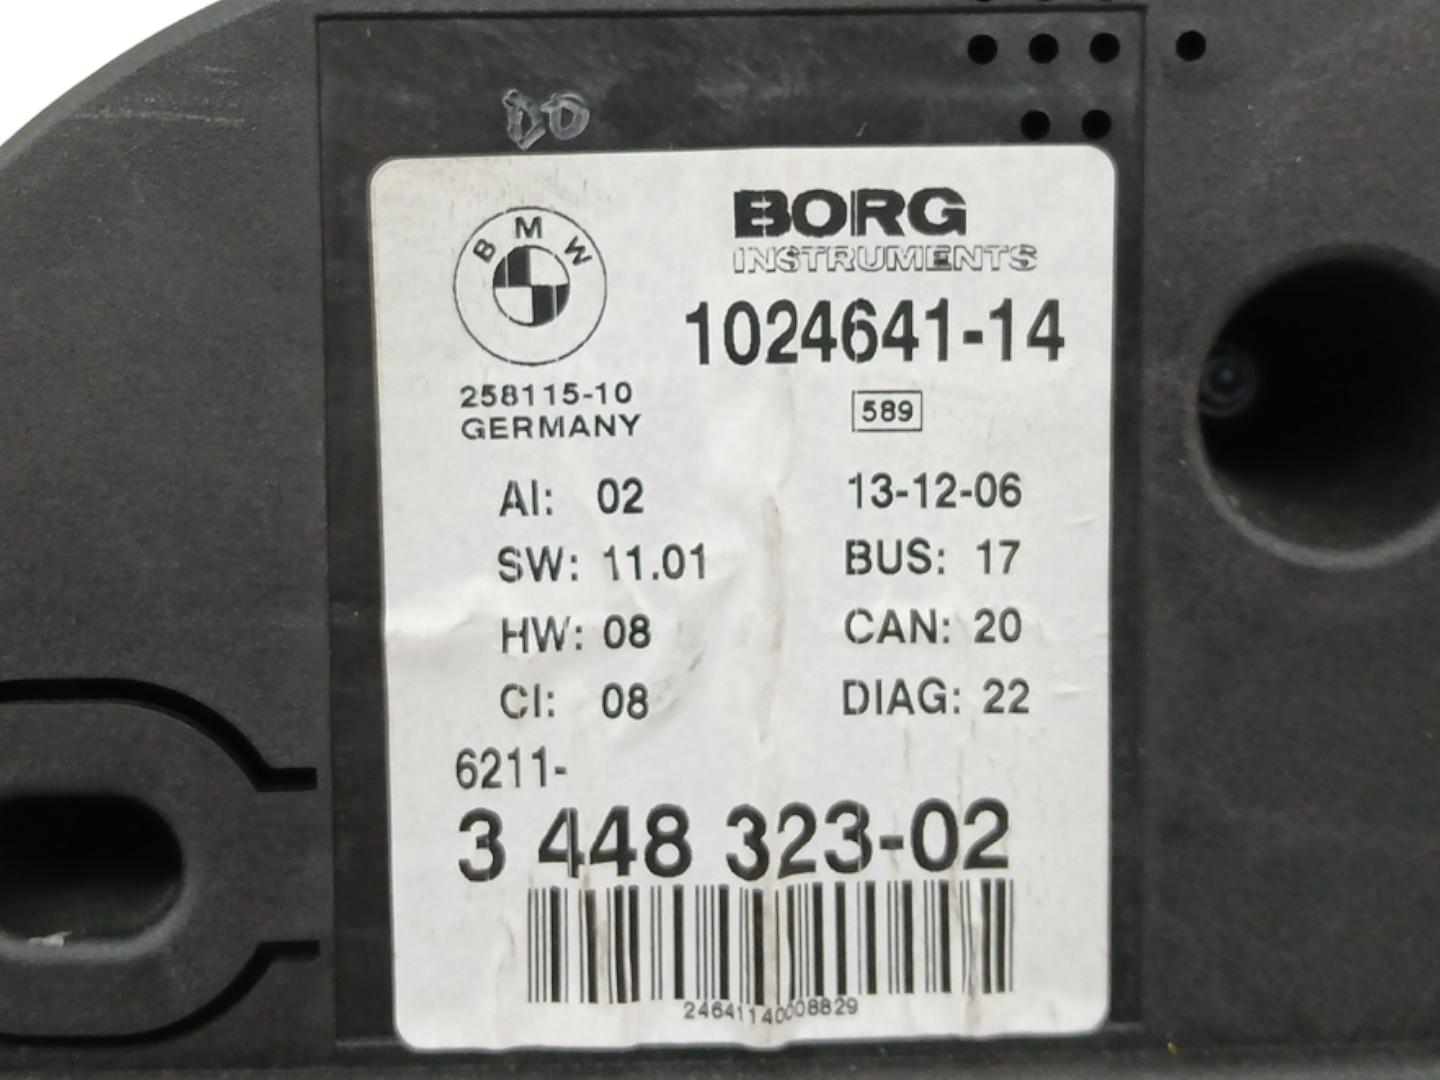 DO
BMW
BORG
INSTRUMENTS
1024641-14
258115-10
GERMANY
589
AI: 02
13-12-06
SW: 11.01
BUS: 17
HW: 08
CAN: 20
CI: 08
DIAG: 22
6211-
3 448 323-02
24641140008829